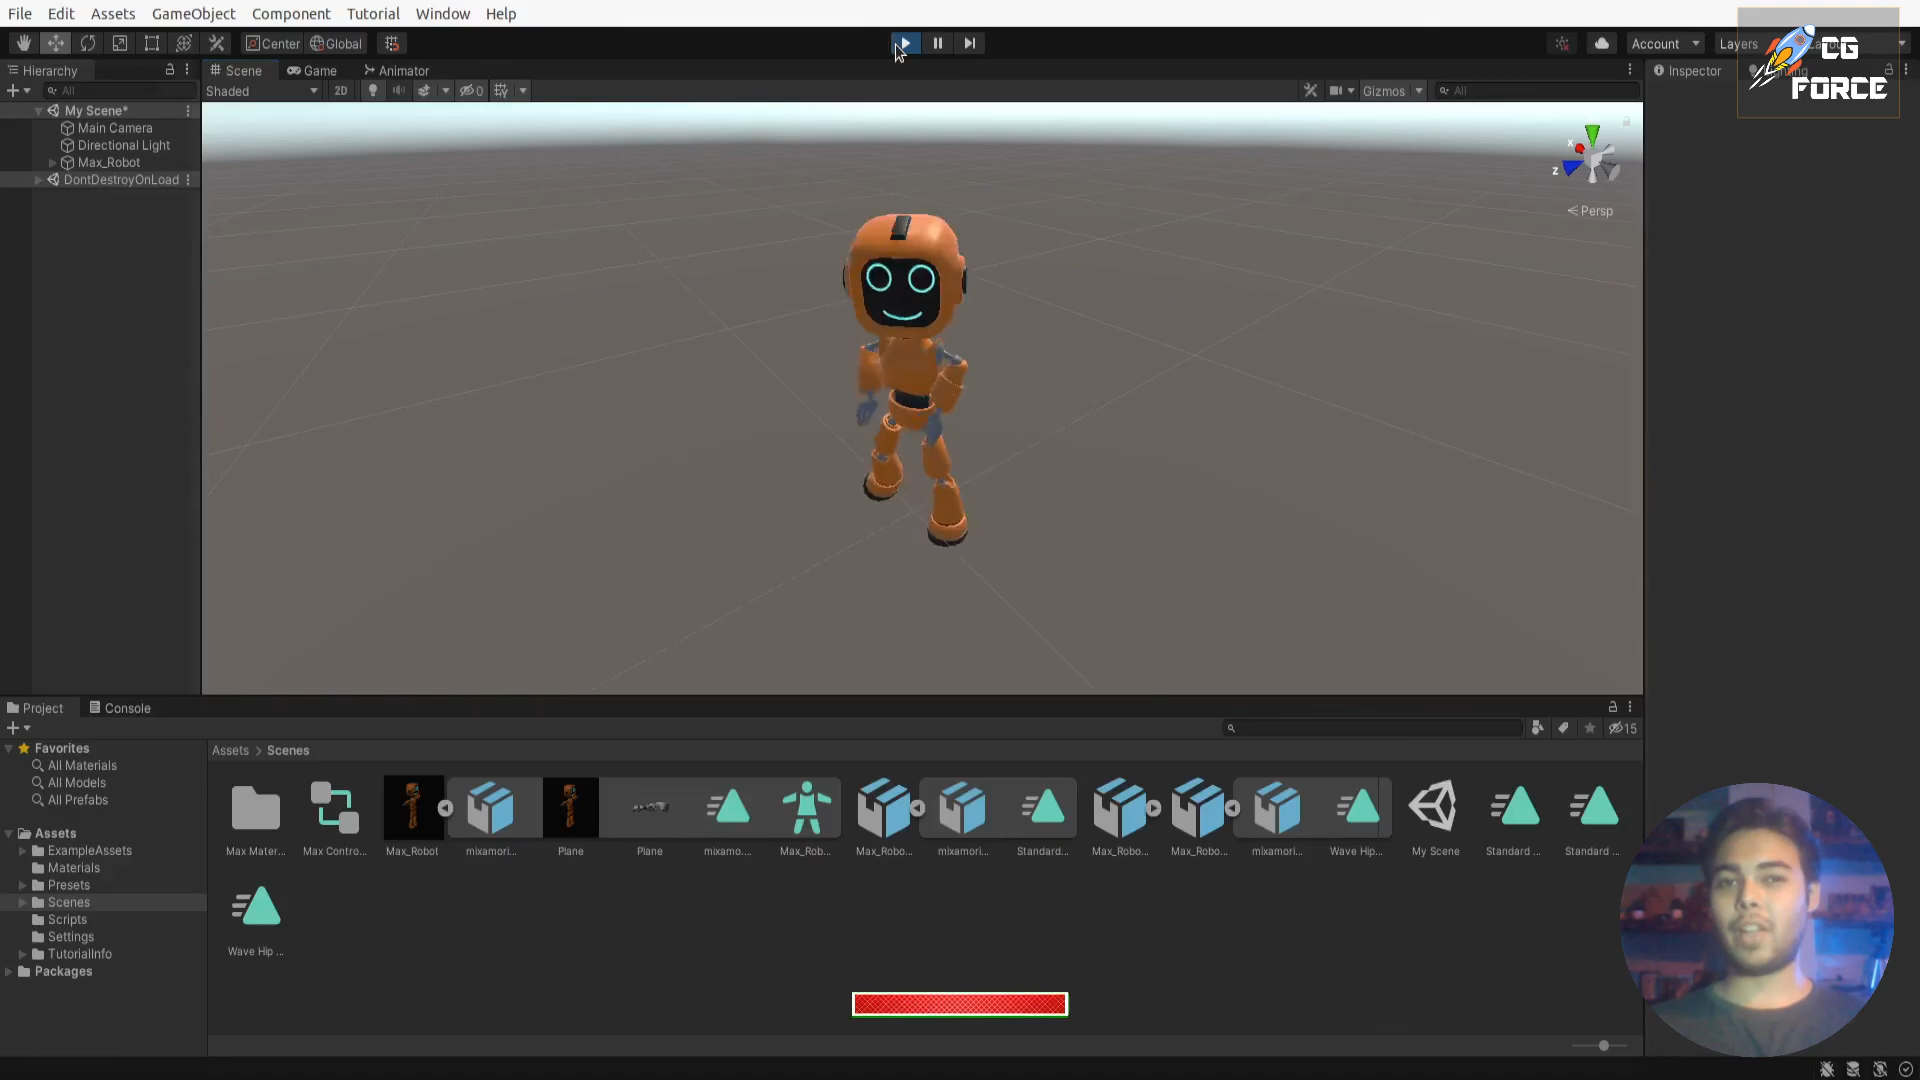 File Edit Assets GameObject Component Tutorial Window Help
Center Global Account Layers
CG FORCE
Hierarchy Scene Game Animator Inspector
All Shaded 2D 0 Gizmos All
My Scene*
Main Camera
Directional Light
Max_Robot
DontDestroyOnLoad
x
z
Persp
Project Console
15
Favorites
All Materials
All Models
All Prefabs
Assets
ExampleAssets
Materials
Presets
Scenes
Scripts
Settings
TutorialInfo
Packages
Assets > Scenes
Max Mater... Max Contro... Max_Robot mixamori... Plane Plane mixamo.... Max_Rob... Max_Robo... mixamori... Standard... Max_Robo... Max_Robo... mixamori... Wave Hip... My Scene Standard ... Standard ...
Wave Hip ...